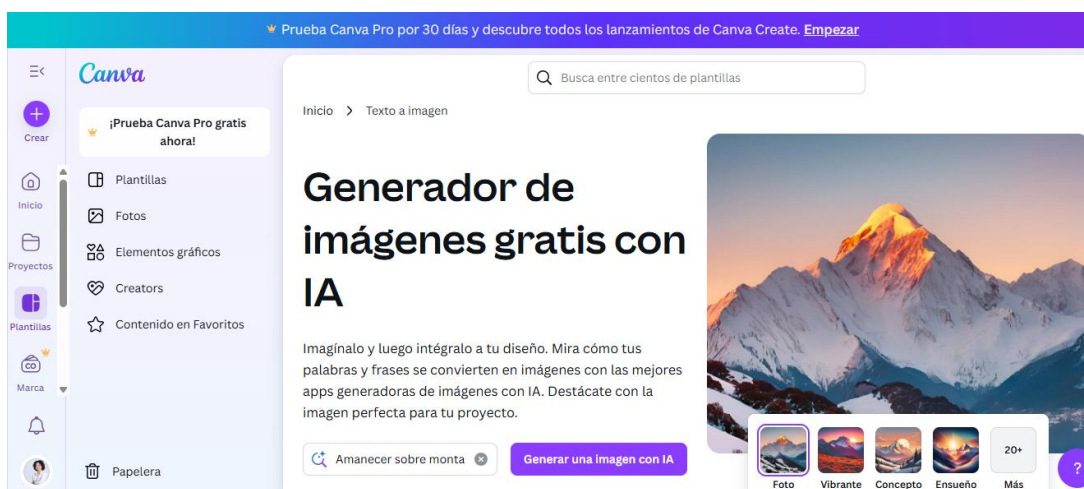 Prueba Canva Pro por 30 días y descubre todos los lanzamientos de Canva Create. Empezar
Crear
Inicio
Proyectos
Plantillas
Marca
Canva
¡Prueba Canva Pro gratis
ahora!
Plantillas
Fotos
Elementos gráficos
Creators
Contenido en Favoritos
Papelera
Busca entre cientos de plantillas
Inicio > Texto a imagen
Generador de
imágenes gratis con
IA
Imagínalo y luego intégralo a tu diseño. Mira cómo tus
palabras y frases se convierten en imágenes con las mejores
apps generadoras de imágenes con IA. Destácate con la
imagen perfecta para tu proyecto.
Amanecer sobre monta
Generar una imagen con IA
20+
Foto Vibrante Concepto Ensueño Más
?